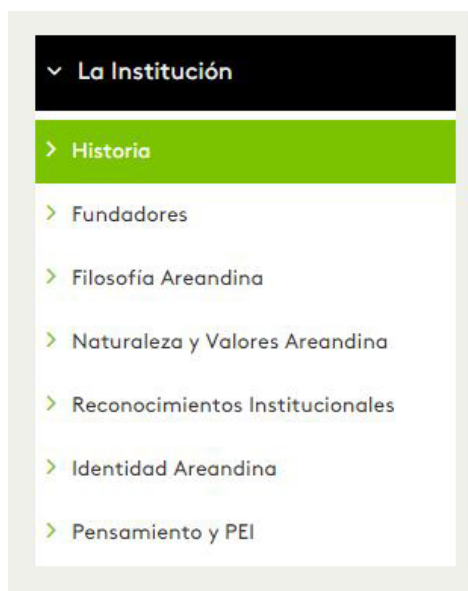 La Institución
Historia
Fundadores
Filosofía Areandina
Naturaleza y Valores Areandina
Reconocimientos Institucionales
Identidad Areandina
Pensamiento y PEI